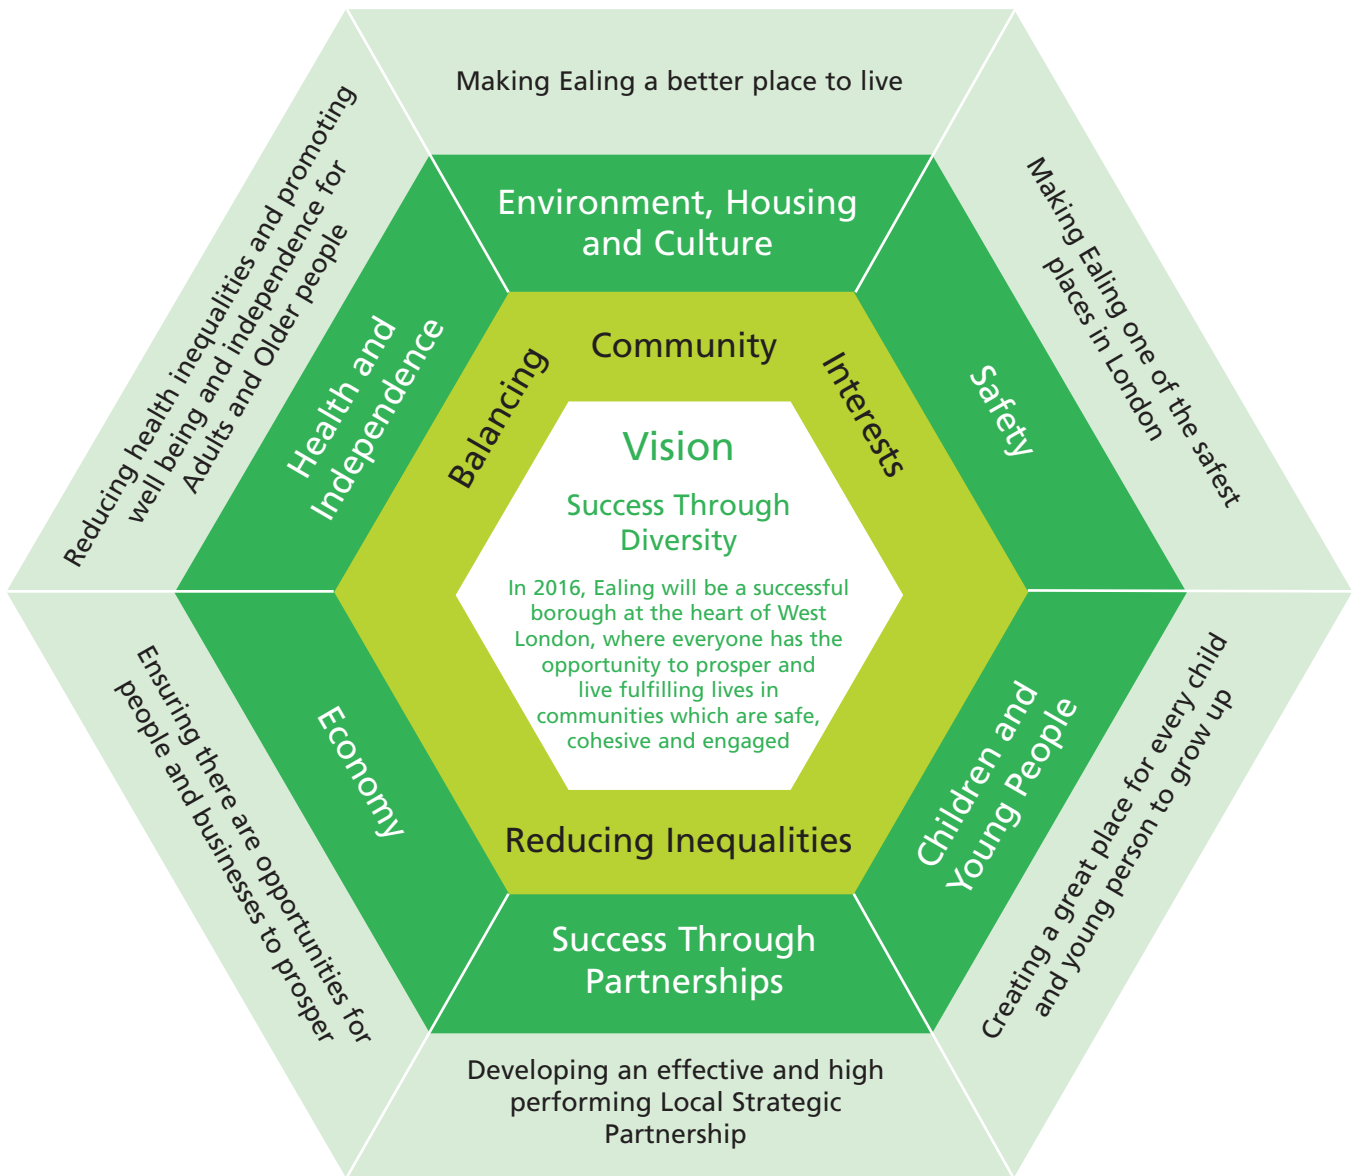 Making Ealing a better place to live
Environment, Housing
and Culture
Making Ealing one of the safest
places in London
Safety
Creating a great place for every child
and young person to grow up
Children and
Young People
Success Through
Partnerships
Developing an effective and high
performing Local Strategic
Partnership
Ensuring there are opportunities for
people and businesses to prosper
Economy
Reducing health inequalities and promoting
well being and independence for
Adults and Older people
Health and
Independence
Balancing
Community
Interests
Reducing Inequalities
Vision
Success Through
Diversity
In 2016, Ealing will be a successful
borough at the heart of West
London, where everyone has the
opportunity to prosper and
live fulfilling lives in
communities which are safe,
cohesive and engaged